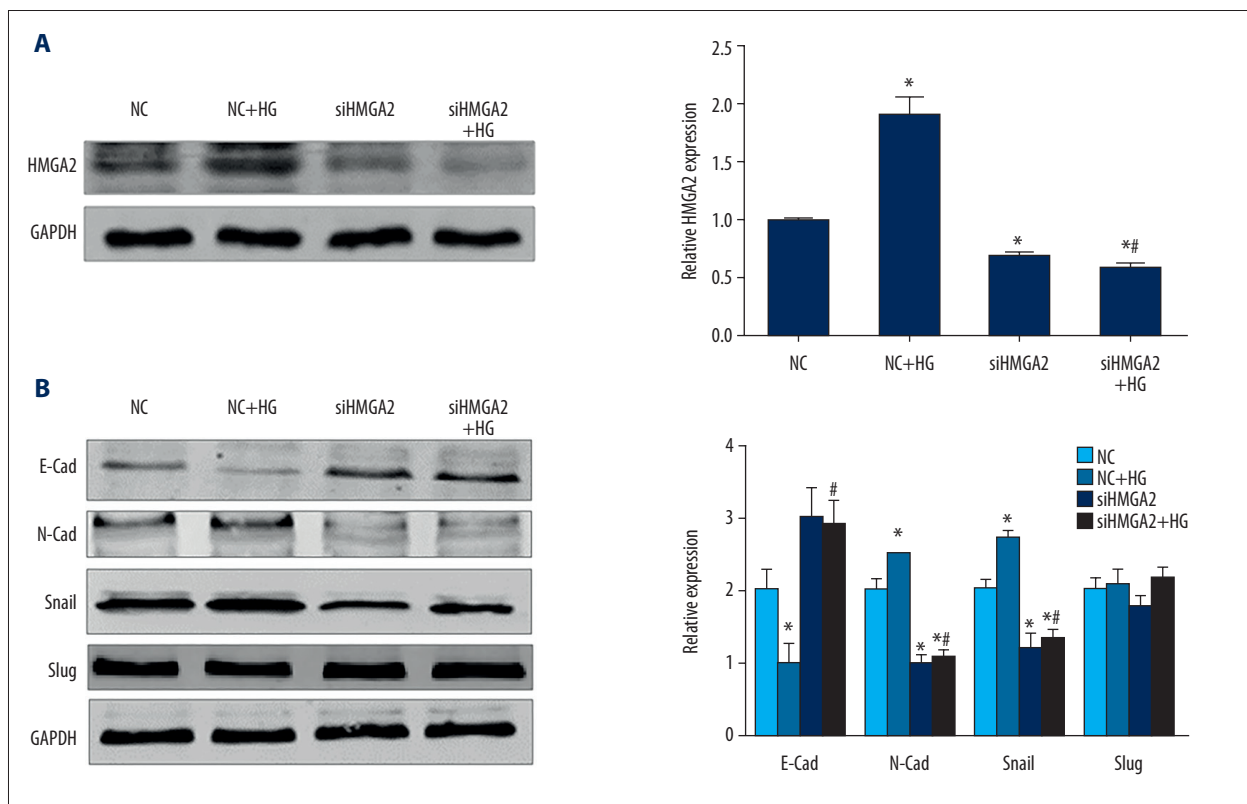 A
NC NC+HG siHMGA2 siHMGA2
+HG
HMGA2
GAPDH
Relative HMGA2 expression
2.5
2.0
1.5
1.0
0.5
0.0
*
*
*#
NC NC+HG siHMGA2 siHMGA2
+HG
B
NC NC+HG siHMGA2 siHMGA2
+HG
E-Cad
N-Cad
Snail
Slug
GAPDH
Relative expression
4
3
2
1
0
NC
NC+HG
siHMGA2
siHMGA2+HG
* #
* * *#
* * *#
E-Cad N-Cad Snail Slug